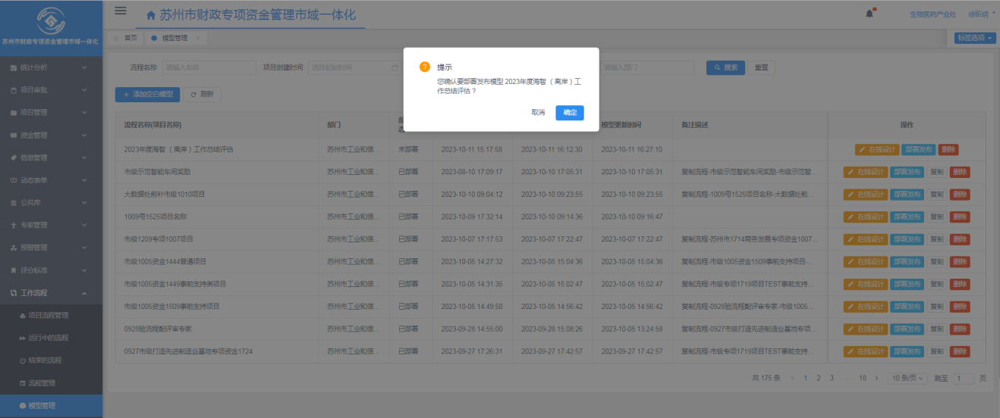 苏州市财政专项资金管理市域一体化
苏州市财政专项资金管理市域一体化
生物医药产业处 徐昕玥
首页 模型管理 × 标签选项
统计分析
项目审批
项目管理
资金管理
信息管理
动态表单
公共库
专家管理
预警管理
评分标准
工作流程
项目流程管理
运行中的流程
结束的流程
流程管理
模型管理
流程名称 请输入名称 项目创建时间 选择起始时间 请输入部门 搜索 重置
+ 添加空白模型 刷新
? 提示
您确认要部署发布模型 2023年度海智（离岸）工
作总结评估？
取消 确定
流程名称(项目名称) 部门 模型更新时间 备注描述 操作
2023年度海智（离岸）工作总结评估 苏州市工业和信... 未部署 2023-10-11 15:17:58 2023-10-11 16:12:30 2023-10-11 16:27:10 在线设计 部署发布 删除
市级示范智能车间奖励 苏州市工业和信... 已部署 2023-08-10 17:09:17 2023-10-10 17:05:31 2023-10-10 17:05:31 复制流程-市级示范智能车间奖励-市级示范智... 在线设计 部署发布 复制 删除
大数据处前补市级1010项目 苏州市工业和信... 已部署 2023-10-10 09:04:12 2023-10-10 09:23:55 2023-10-10 09:23:55 复制流程-1009号1525项目名称-大数据处前... 在线设计 部署发布 复制 删除
1009号1525项目名称 苏州市工业和信... 已部署 2023-10-09 17:32:14 2023-10-10 09:14:36 2023-10-10 09:16:47 在线设计 部署发布 复制 删除
市级1209专项1007项目 苏州市工业和信... 已部署 2023-10-07 17:17:53 2023-10-07 17:22:47 2023-10-07 17:22:47 复制流程-苏州市1714商务发展专项资金1007... 在线设计 部署发布 复制 删除
市级1005资金1444普通项目 苏州市工业和信... 已部署 2023-10-05 14:27:32 2023-10-05 15:04:36 2023-10-05 15:04:36 复制流程-市级1005资金1509事前支持项目-... 在线设计 部署发布 复制 删除
市级1005资金1449事前支持类项目 苏州市工业和信... 已部署 2023-10-05 14:31:35 2023-10-05 15:02:47 2023-10-05 15:02:47 复制流程-市级专项1719项目TEST事前支持... 在线设计 部署发布 复制 删除
市级1005资金1509事前支持项目 苏州市工业和信... 已部署 2023-10-05 14:49:50 2023-10-05 14:56:42 2023-10-05 14:56:42 复制流程-0928验流程配评审专家-市级1005... 在线设计 部署发布 复制 删除
0928验流程配评审专家 苏州市工业和信... 已部署 2023-09-28 14:55:00 2023-09-28 15:08:26 2023-10-05 13:24:58 复制流程-0927市级打造先进制造业基地专项... 在线设计 部署发布 复制 删除
0927市级打造先进制造业基地专项资金1724 苏州市工业和信... 已部署 2023-09-27 17:26:31 2023-09-27 17:42:57 2023-09-27 17:42:57 复制流程-市级专项1719项目TEST事前支持... 在线设计 部署发布 复制 删除
共 175 条 < 1 2 3 ··· 18 > 10 条/页 跳至 1 页